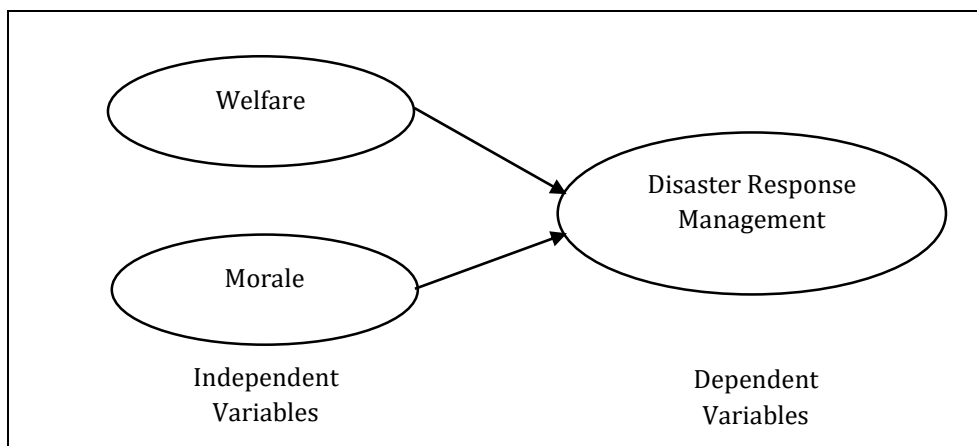 Welfare
Disaster Response
Management
Morale
Independent
Variables
Dependent
Variables